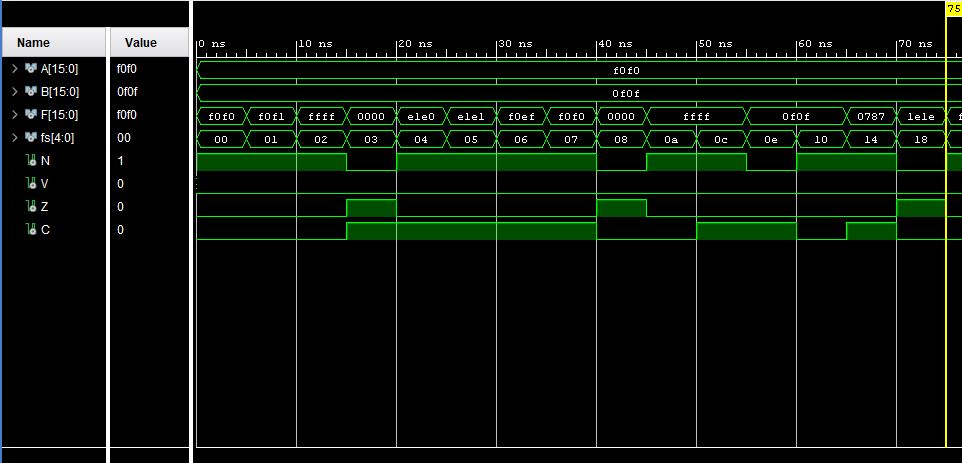 75
Name Value 0 ns 10 ns 20 ns 30 ns 40 ns 50 ns 60 ns 70 ns
A[15:0] f0f0 f0f0
B[15:0] 0f0f 0f0f
F[15:0] f0f0 f0f0 f0f1 ffff 0000 e1e0 e1e1 f0ef f0f0 0000 ffff 0f0f 0787 1e1e f
fs[4:0] 00 00 01 02 03 04 05 06 07 08 0a 0c 0e 10 14 18
N 1
V 0
Z 0
C 0